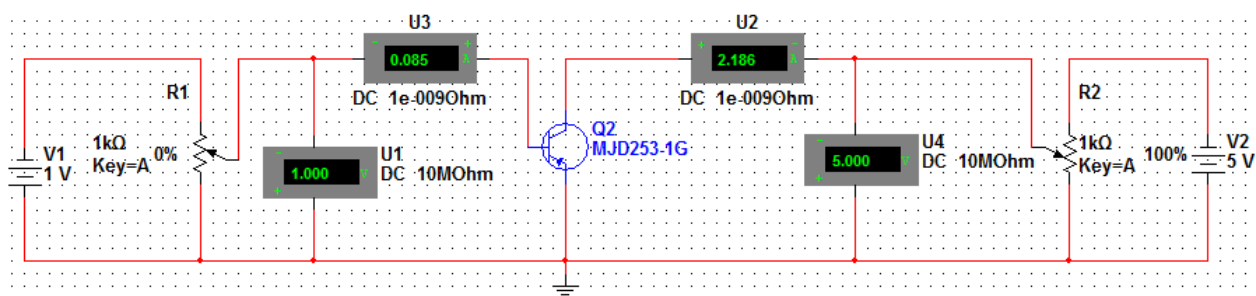 U3
- 0.085 + A
DC 1e-009Ohm
U2
+ 2.186 - A
DC 1e-009Ohm
R1
1kΩ
Key=A
0%
V1
1 V
U1
DC 10MOhm
- 1.000 V +
Q2
MJD253-1G
U4
DC 10MOhm
- 5.000 V +
R2
1kΩ
Key=A
100%
V2
5 V